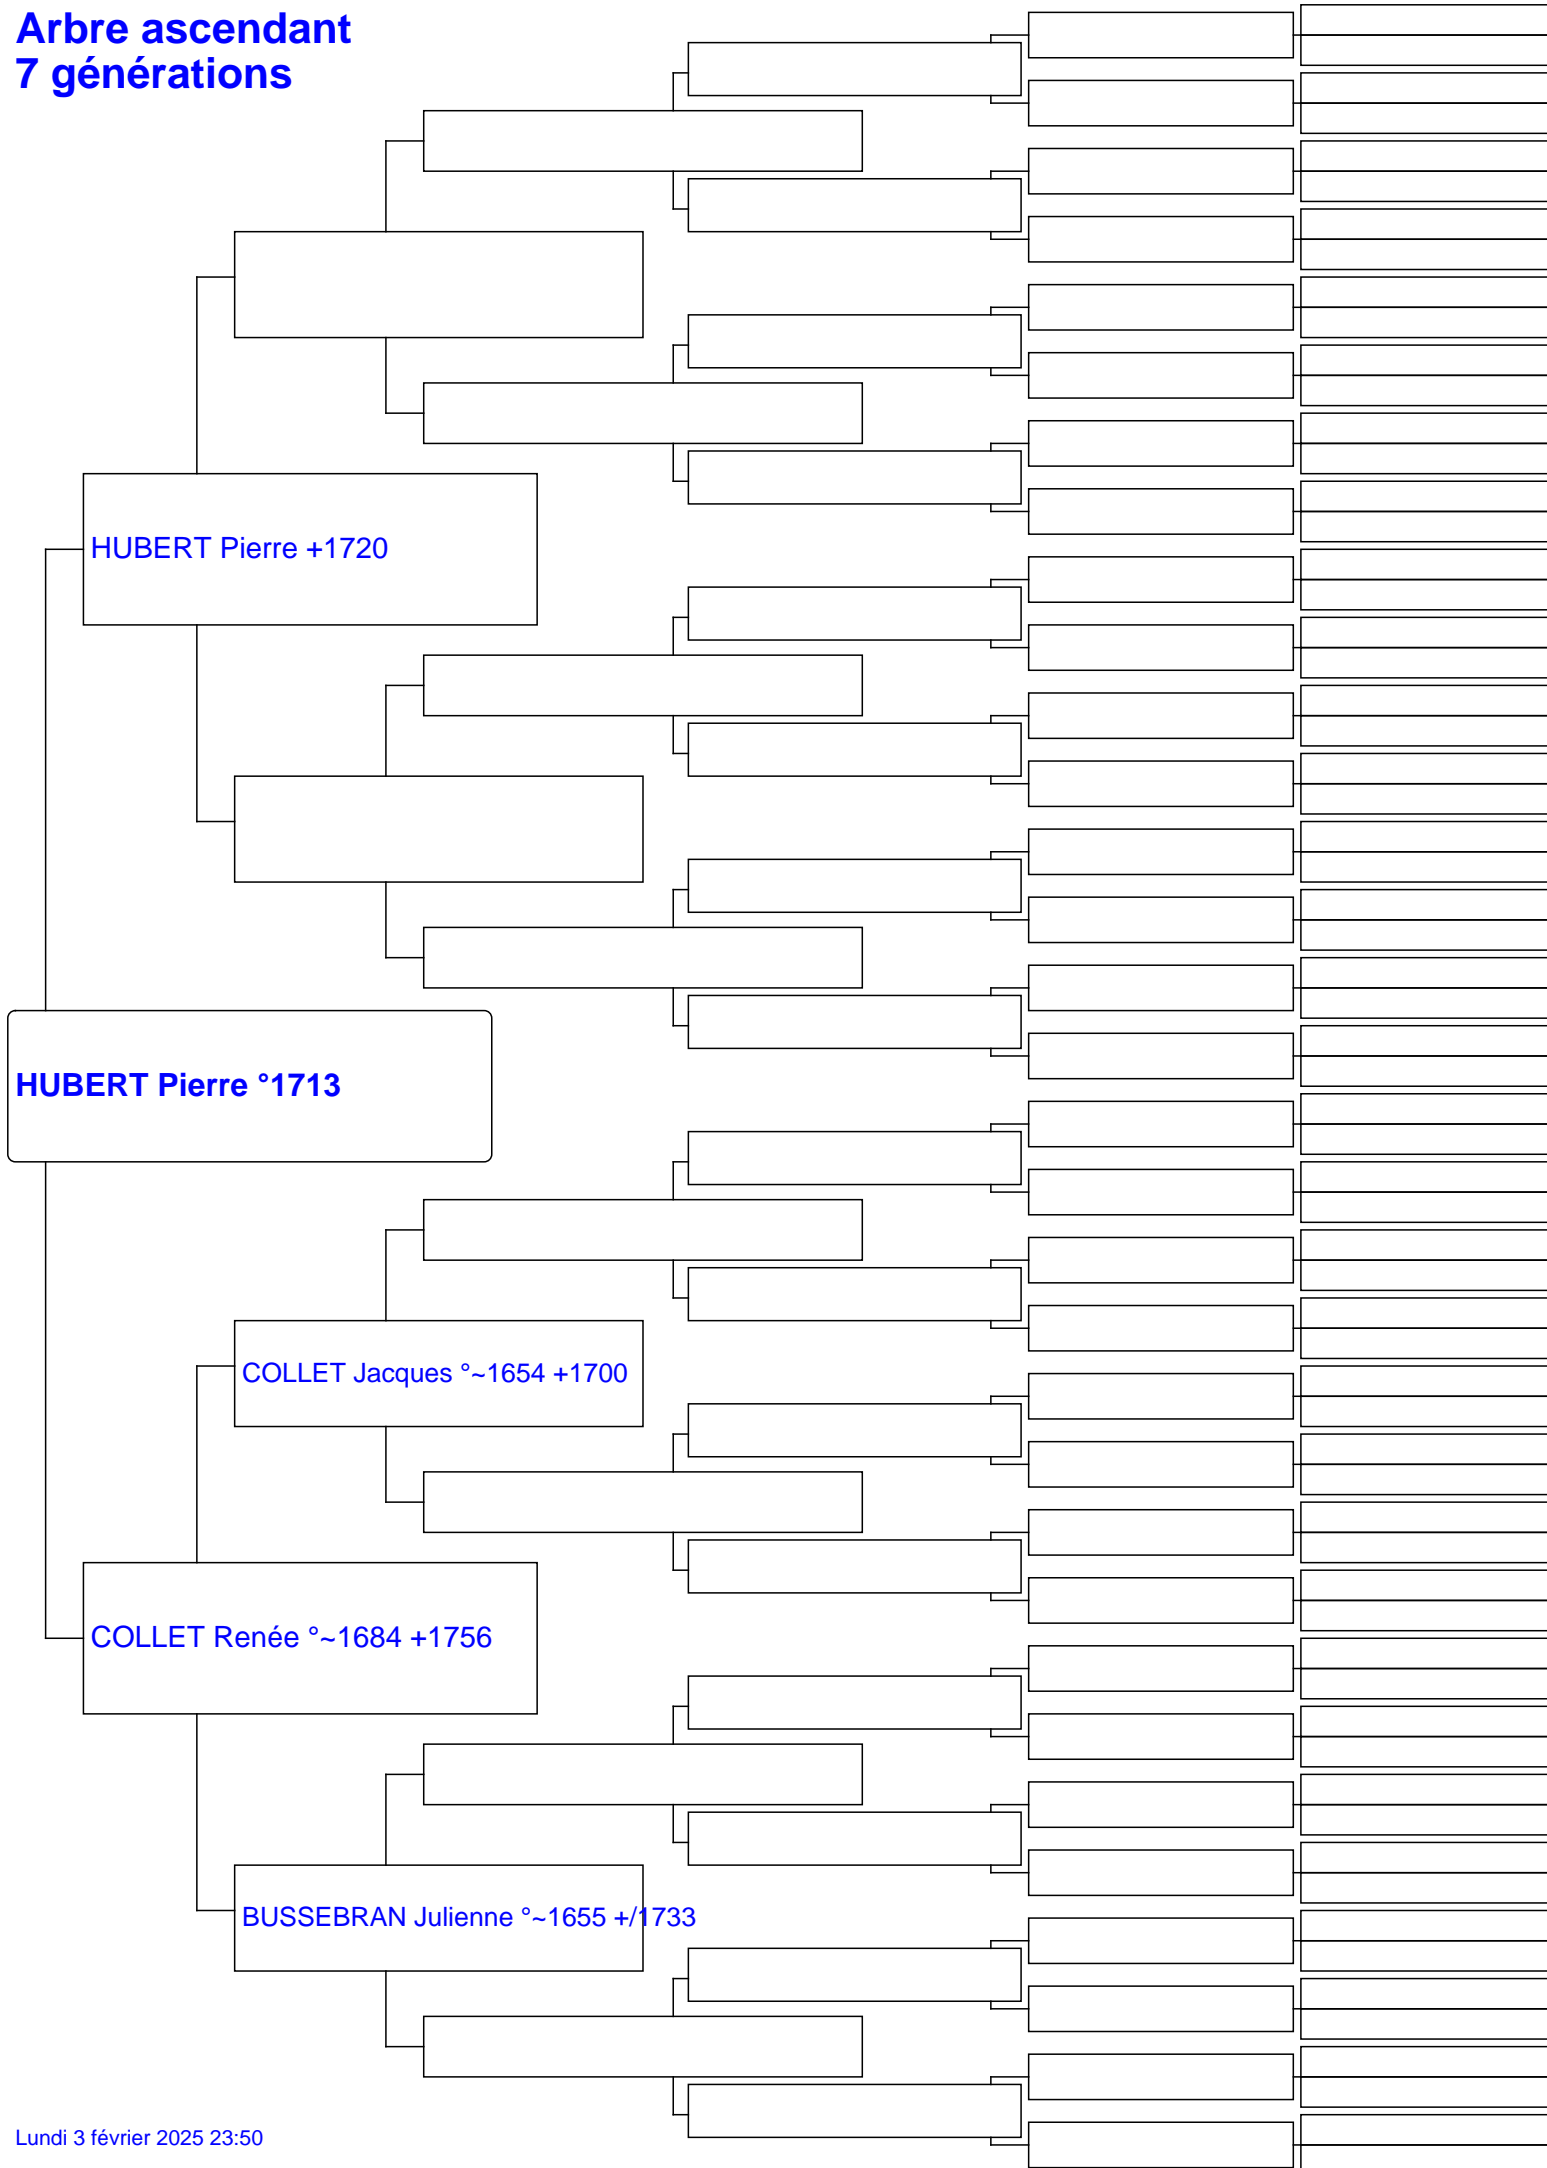 Arbre ascendant
7 générations
HUBERT Pierre +1720
HUBERT Pierre °1713
COLLET Jacques °~1654 +1700
COLLET Renée °~1684 +1756
BUSSEBRAN Julienne °~1655 +/1733
Lundi 3 février 2025 23:50